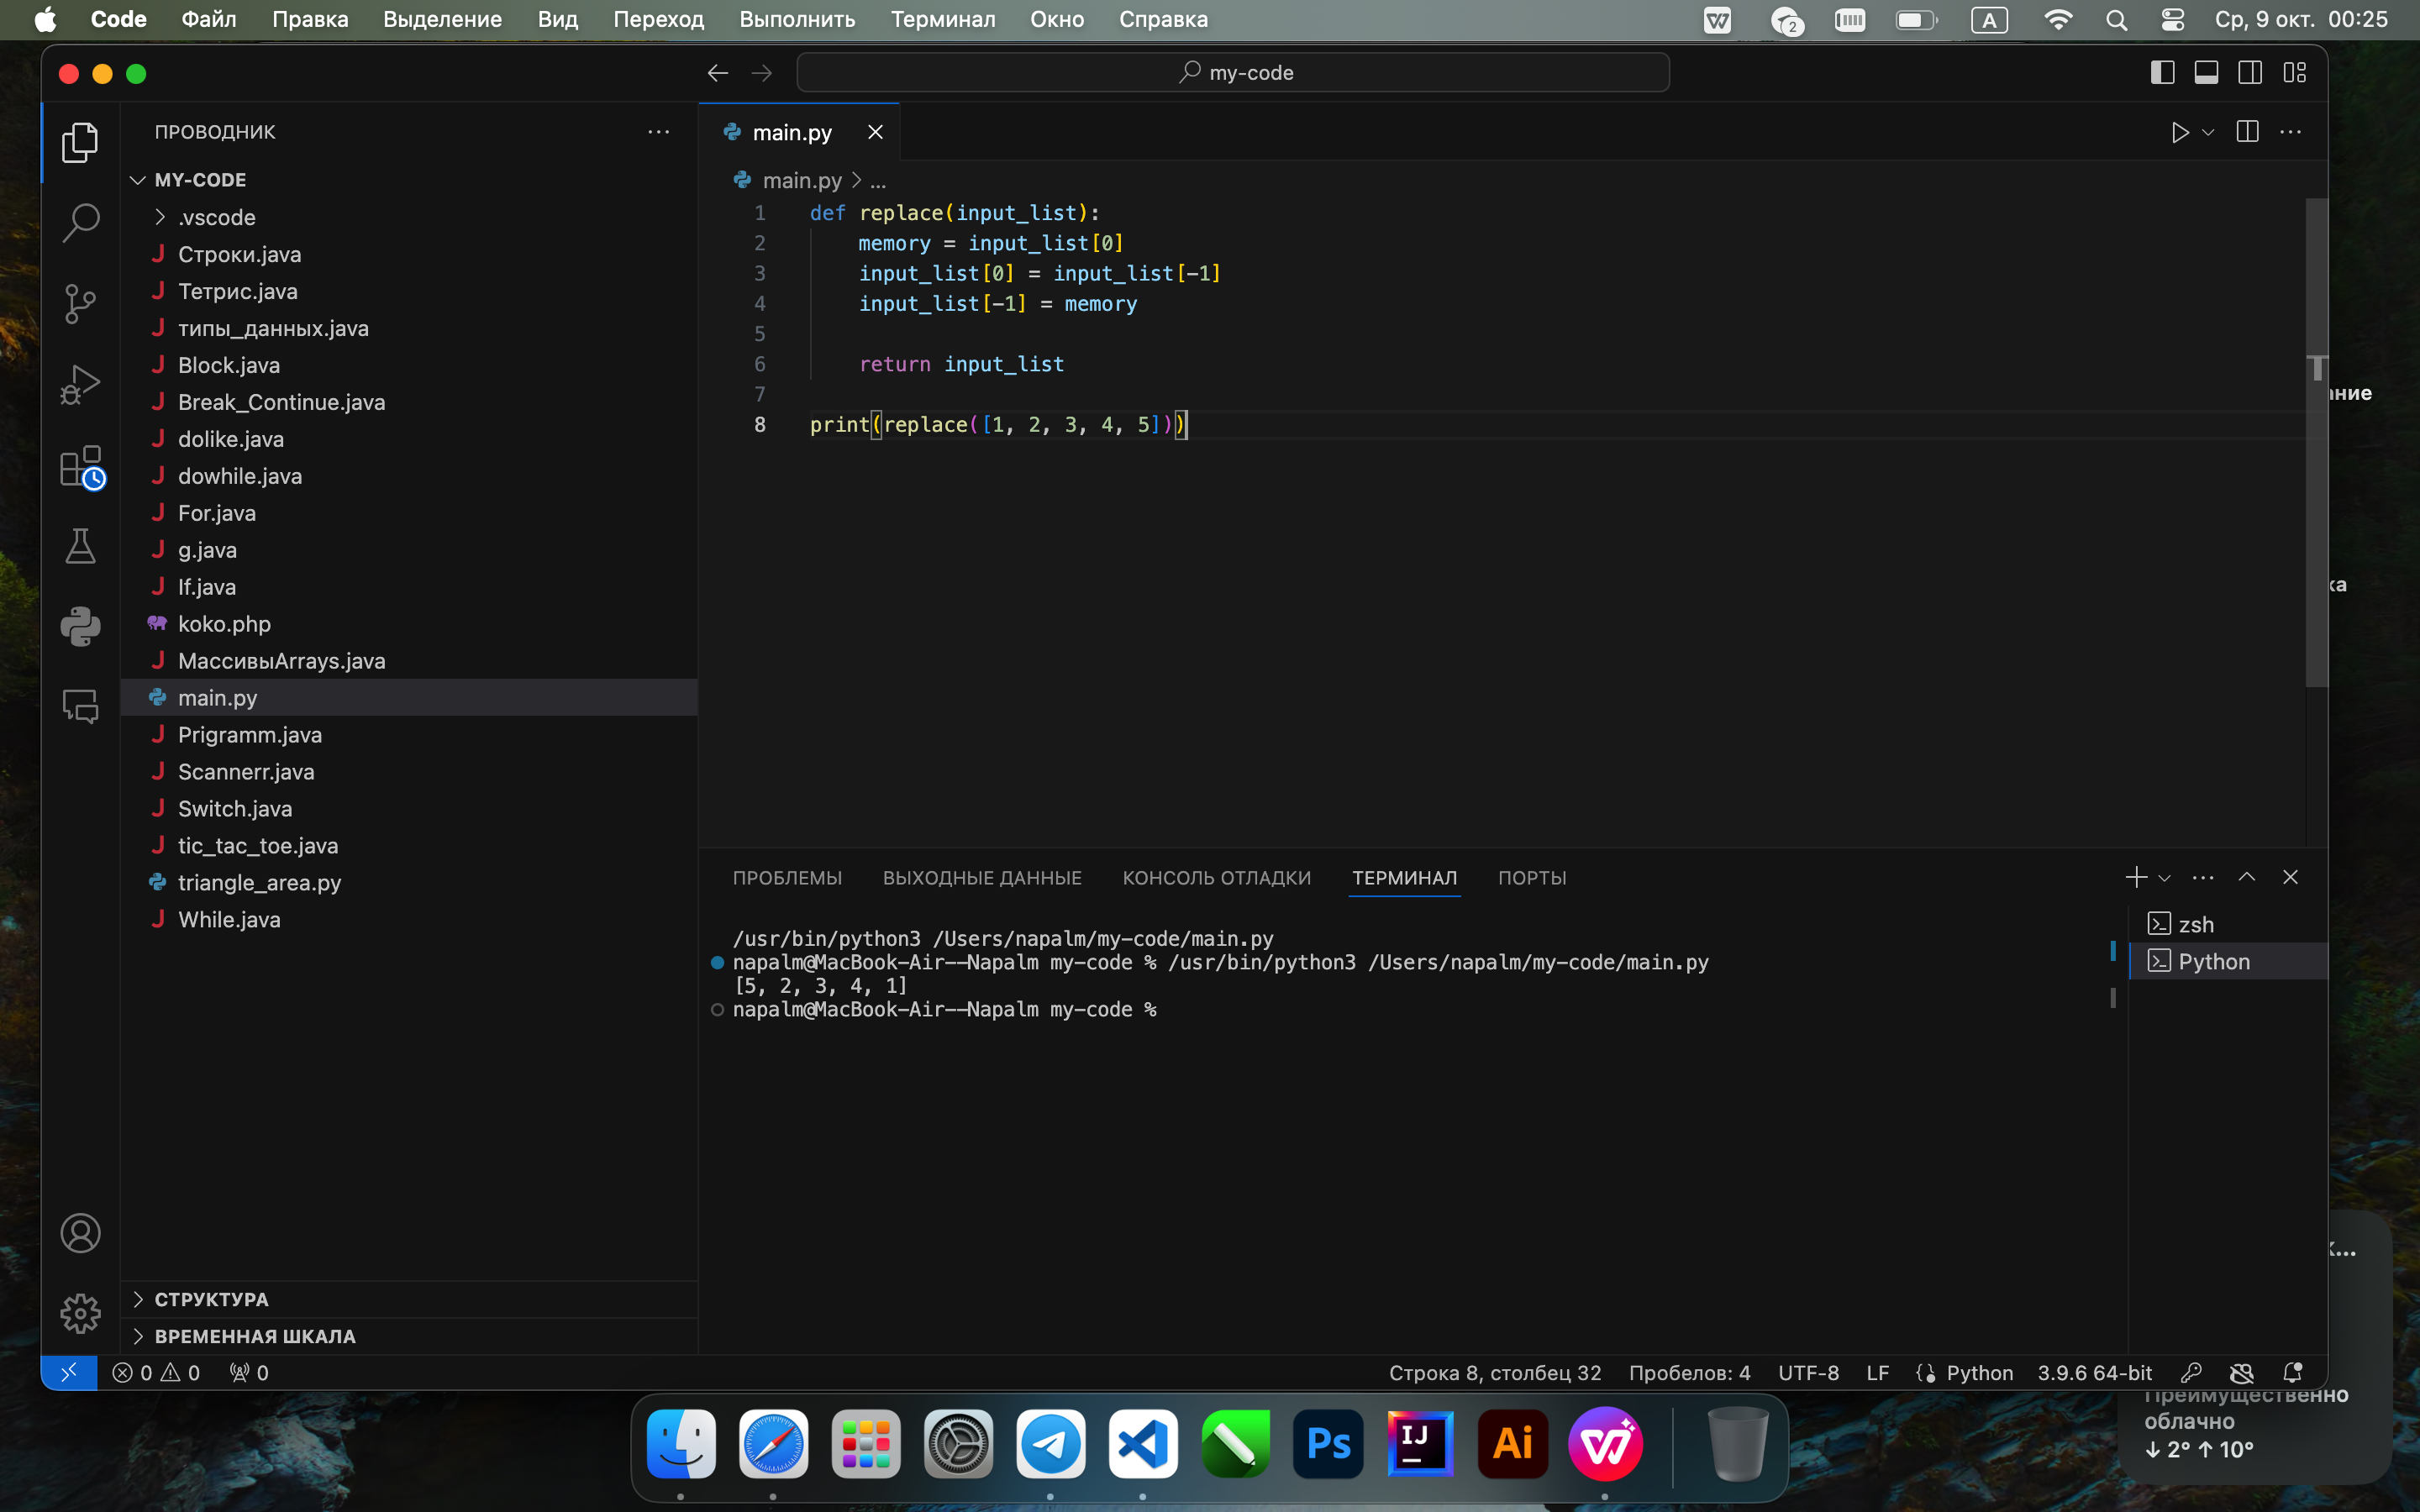 Code Файл Правка Выделение Вид Переход Выполнить Терминал Окно Справка 2 A Ср, 9 окт. 00:25
my-code
ПРОВОДНИК
MY-CODE
.vscode
J Строки.java
J Тетрис.java
J типы_данных.java
J Block.java
J Break_Continue.java
J dolike.java
J dowhile.java
J For.java
J g.java
J If.java
koko.php
J МассивыArrays.java
main.py
J Prigramm.java
J Scannerr.java
J Switch.java
J tic_tac_toe.java
triangle_area.py
J While.java
СТРУКТУРА
ВРЕМЕННАЯ ШКАЛА
main.py
main.py > ...
1 def replace(input_list):
2 memory = input_list[0]
3 input_list[0] = input_list[-1]
4 input_list[-1] = memory
5
6 return input_list
7
8 print(replace([1, 2, 3, 4, 5]))
ПРОБЛЕМЫ ВЫХОДНЫЕ ДАННЫЕ КОНСОЛЬ ОТЛАДКИ ТЕРМИНАЛ ПОРТЫ
/usr/bin/python3 /Users/napalm/my-code/main.py
napalm@MacBook-Air--Napalm my-code % /usr/bin/python3 /Users/napalm/my-code/main.py
[5, 2, 3, 4, 1]
napalm@MacBook-Air--Napalm my-code %
zsh
Python
0 0 0 Строка 8, столбец 32 Пробелов: 4 UTF-8 LF Python 3.9.6 64-bit
Преимущественно
облачно
↓ 2° ↑ 10°
Ps IJ Ai